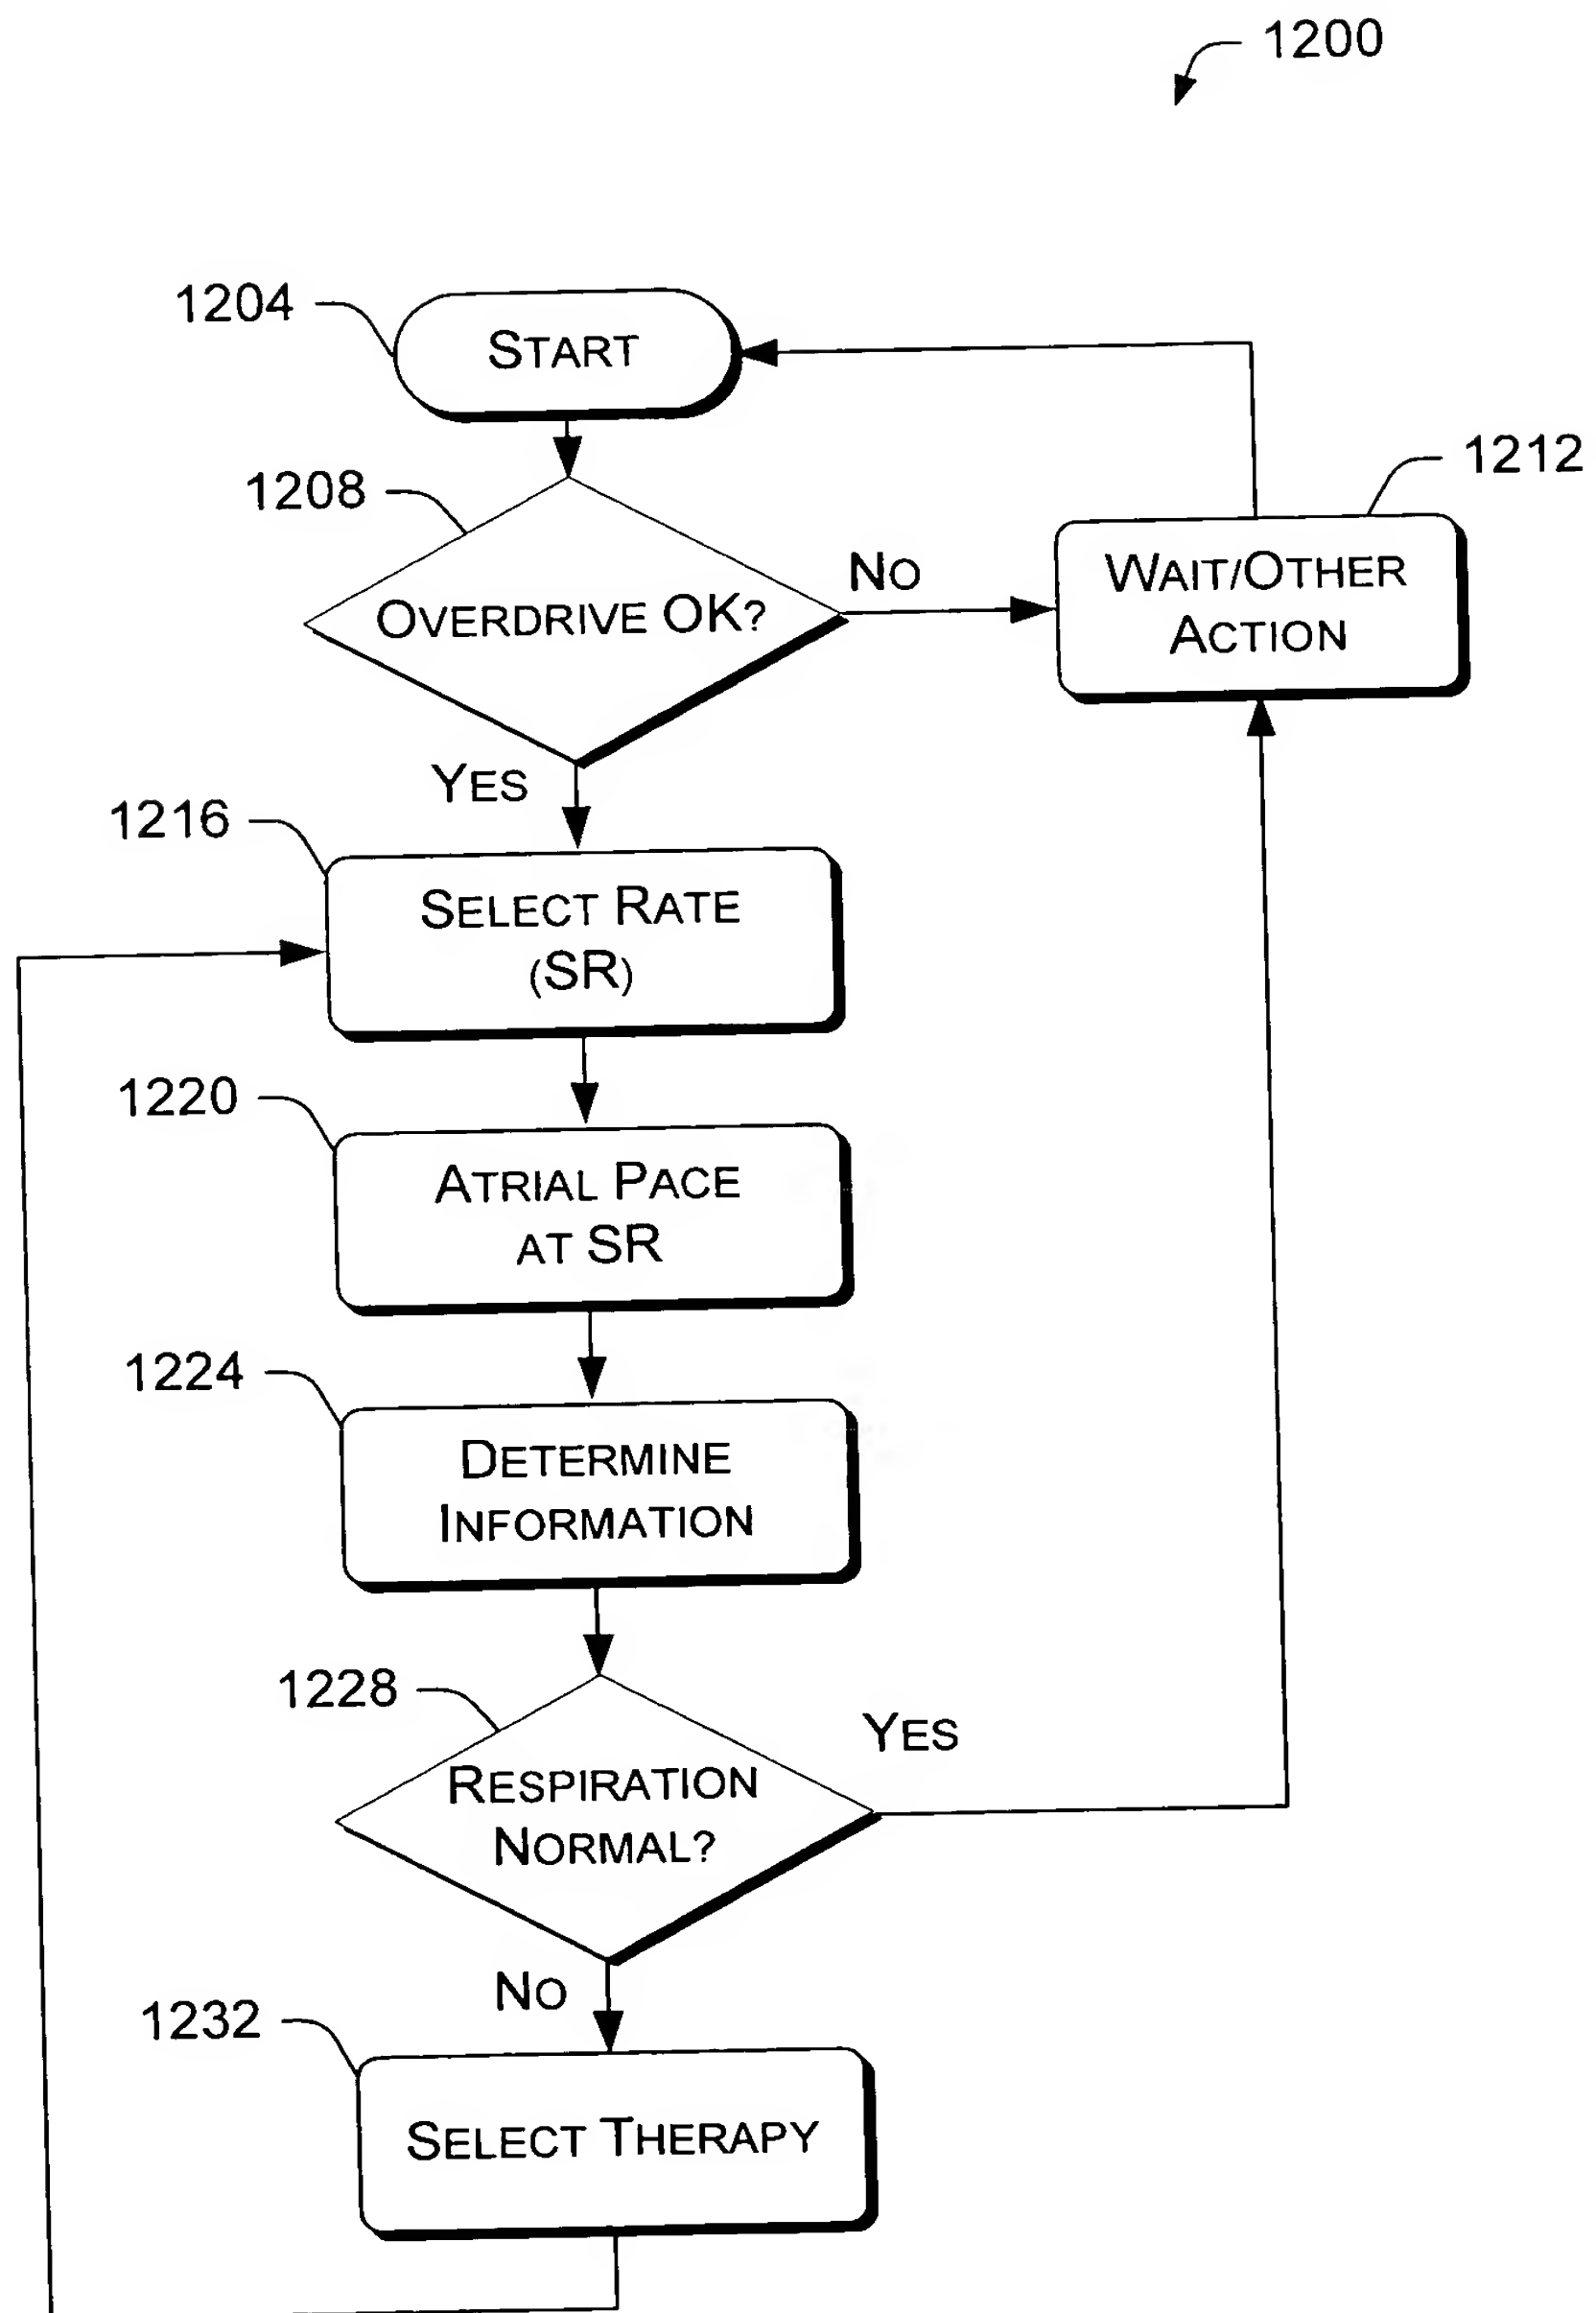 1200
1204
START
1208
OVERDRIVE OK?
NO
1212
WAIT/OTHER
ACTION
YES
1216
SELECT RATE
(SR)
1220
ATRIAL PACE
AT SR
1224
DETERMINE
INFORMATION
1228
RESPIRATION
NORMAL?
YES
NO
1232
SELECT THERAPY